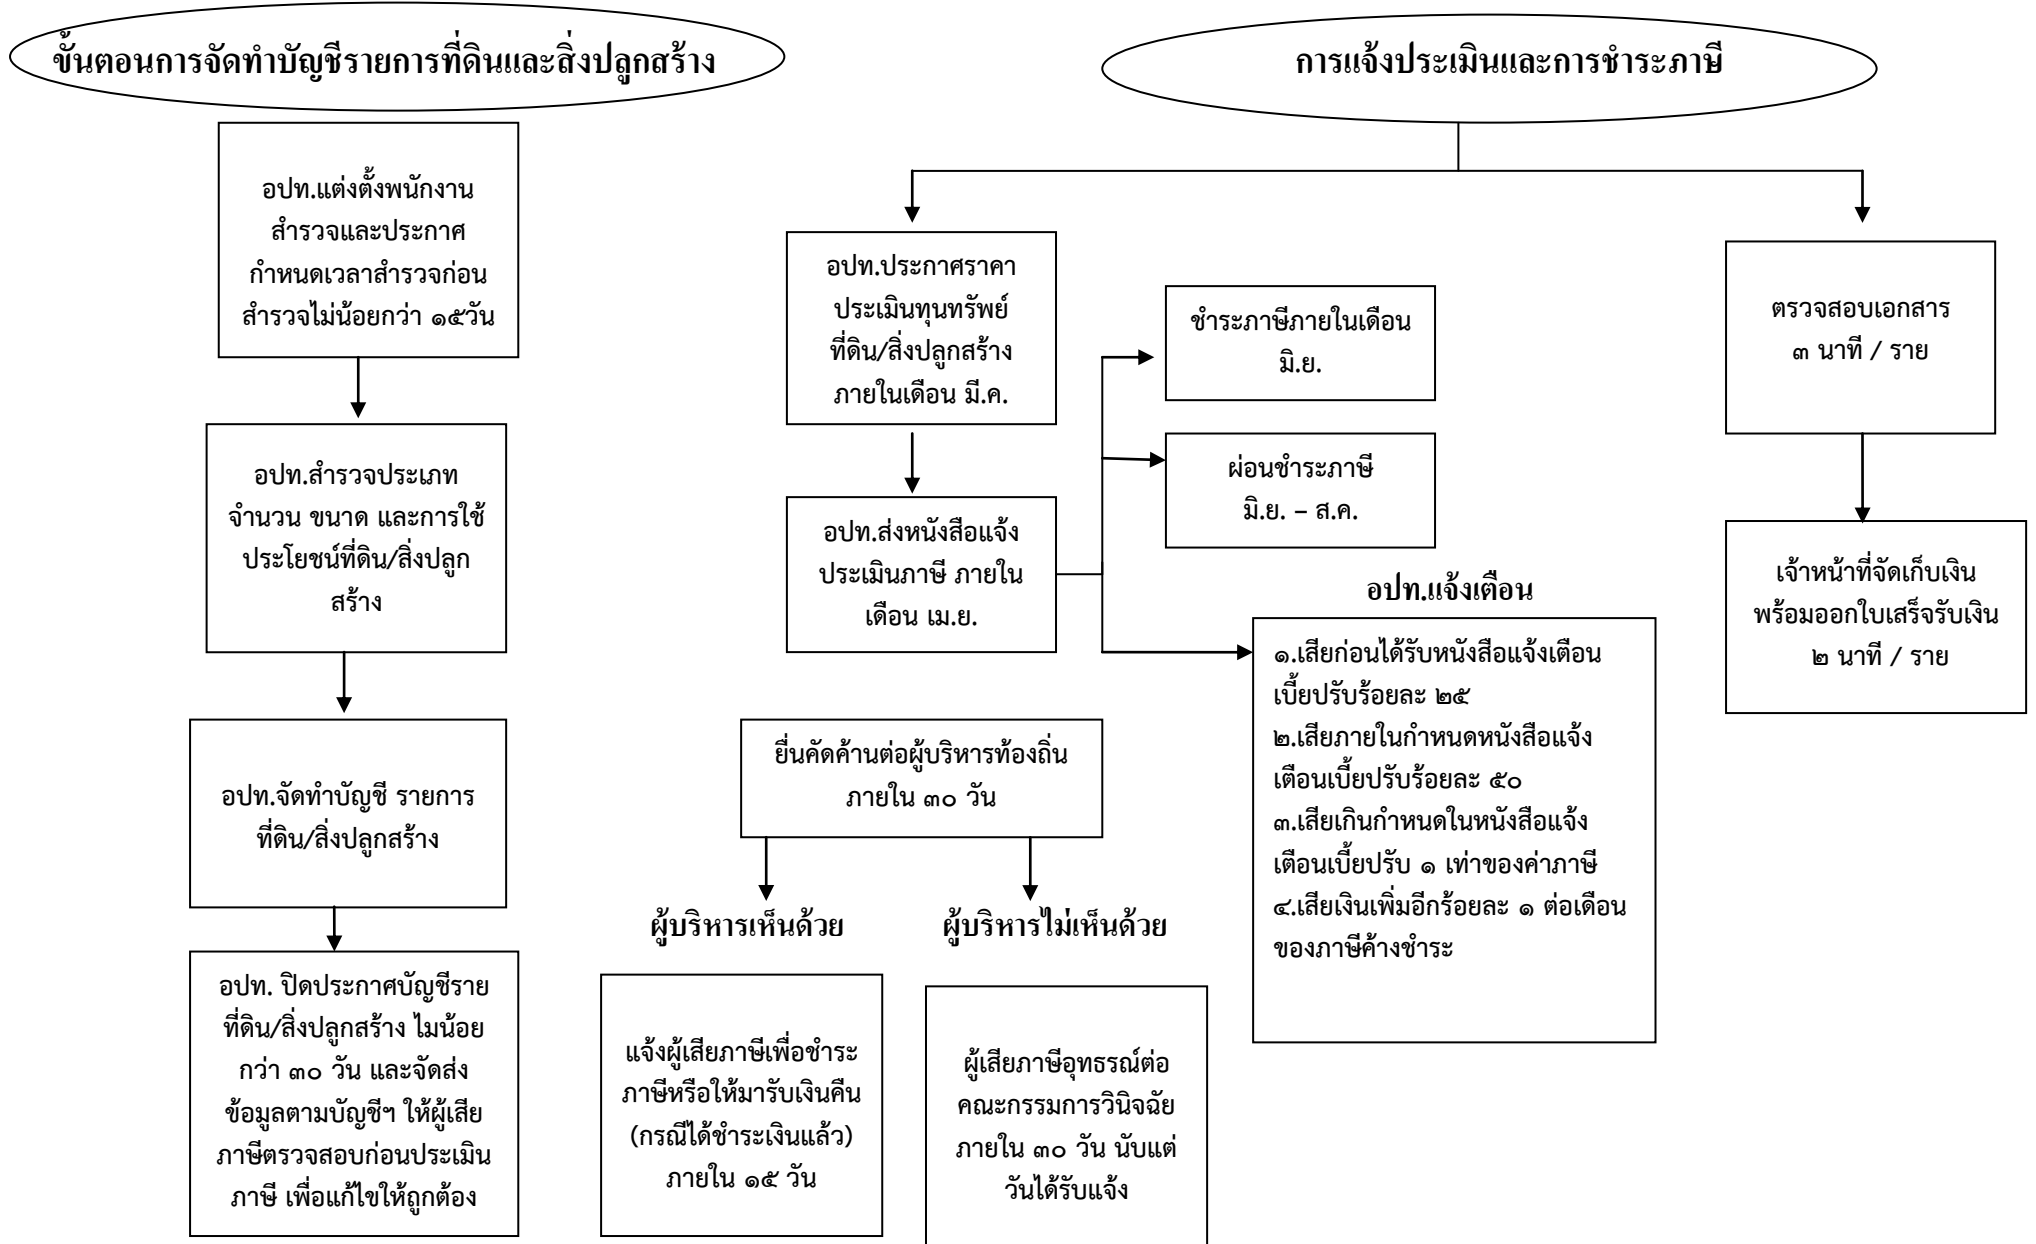 ขั้นตอนการจัดทำบัญชีรายการที่ดินและสิ่งปลูกสร้าง
อปท.แต่งตั้งพนักงาน
สำรวจและประกาศ
กำหนดเวลาสำรวจก่อน
สำรวจไม่น้อยกว่า ๑๕วัน
อปท.สำรวจประเภท
จำนวน ขนาด และการใช้
ประโยชน์ที่ดิน/สิ่งปลูก
สร้าง
อปท.จัดทำบัญชี รายการ
ที่ดิน/สิ่งปลูกสร้าง
อปท. ปิดประกาศบัญชีราย
ที่ดิน/สิ่งปลูกสร้าง ไมน้อย
กว่า ๓๐ วัน และจัดส่ง
ข้อมูลตามบัญชีฯ ให้ผู้เสีย
ภาษีตรวจสอบก่อนประเมิน
ภาษี เพื่อแก้ไขให้ถูกต้อง
การแจ้งประเมินและการชำระภาษี
อปท.ประกาศราคา
ประเมินทุนทรัพย์
ที่ดิน/สิ่งปลูกสร้าง
ภายในเดือน มี.ค.
อปท.ส่งหนังสือแจ้ง
ประเมินภาษี ภายใน
เดือน เม.ย.
ชำระภาษีภายในเดือน
มิ.ย.
ผ่อนชำระภาษี
มิ.ย. – ส.ค.
อปท.แจ้งเตือน
๑.เสียก่อนได้รับหนังสือแจ้งเตือน
เบี้ยปรับร้อยละ ๒๕
๒.เสียภายในกำหนดหนังสือแจ้ง
เตือนเบี้ยปรับร้อยละ ๕๐
๓.เสียเกินกำหนดในหนังสือแจ้ง
เตือนเบี้ยปรับ ๑ เท่าของค่าภาษี
๔.เสียเงินเพิ่มอีกร้อยละ ๑ ต่อเดือน
ของภาษีค้างชำระ
ยื่นคัดค้านต่อผู้บริหารท้องถิ่น
ภายใน ๓๐ วัน
ผู้บริหารเห็นด้วย
แจ้งผู้เสียภาษีเพื่อชำระ
ภาษีหรือให้มารับเงินคืน
(กรณีได้ชำระเงินแล้ว)
ภายใน ๑๕ วัน
ผู้บริหารไม่เห็นด้วย
ผู้เสียภาษีอุทธรณ์ต่อ
คณะกรรมการวินิจฉัย
ภายใน ๓๐ วัน นับแต่
วันได้รับแจ้ง
ตรวจสอบเอกสาร
๓ นาที / ราย
เจ้าหน้าที่จัดเก็บเงิน
พร้อมออกใบเสร็จรับเงิน
๒ นาที / ราย